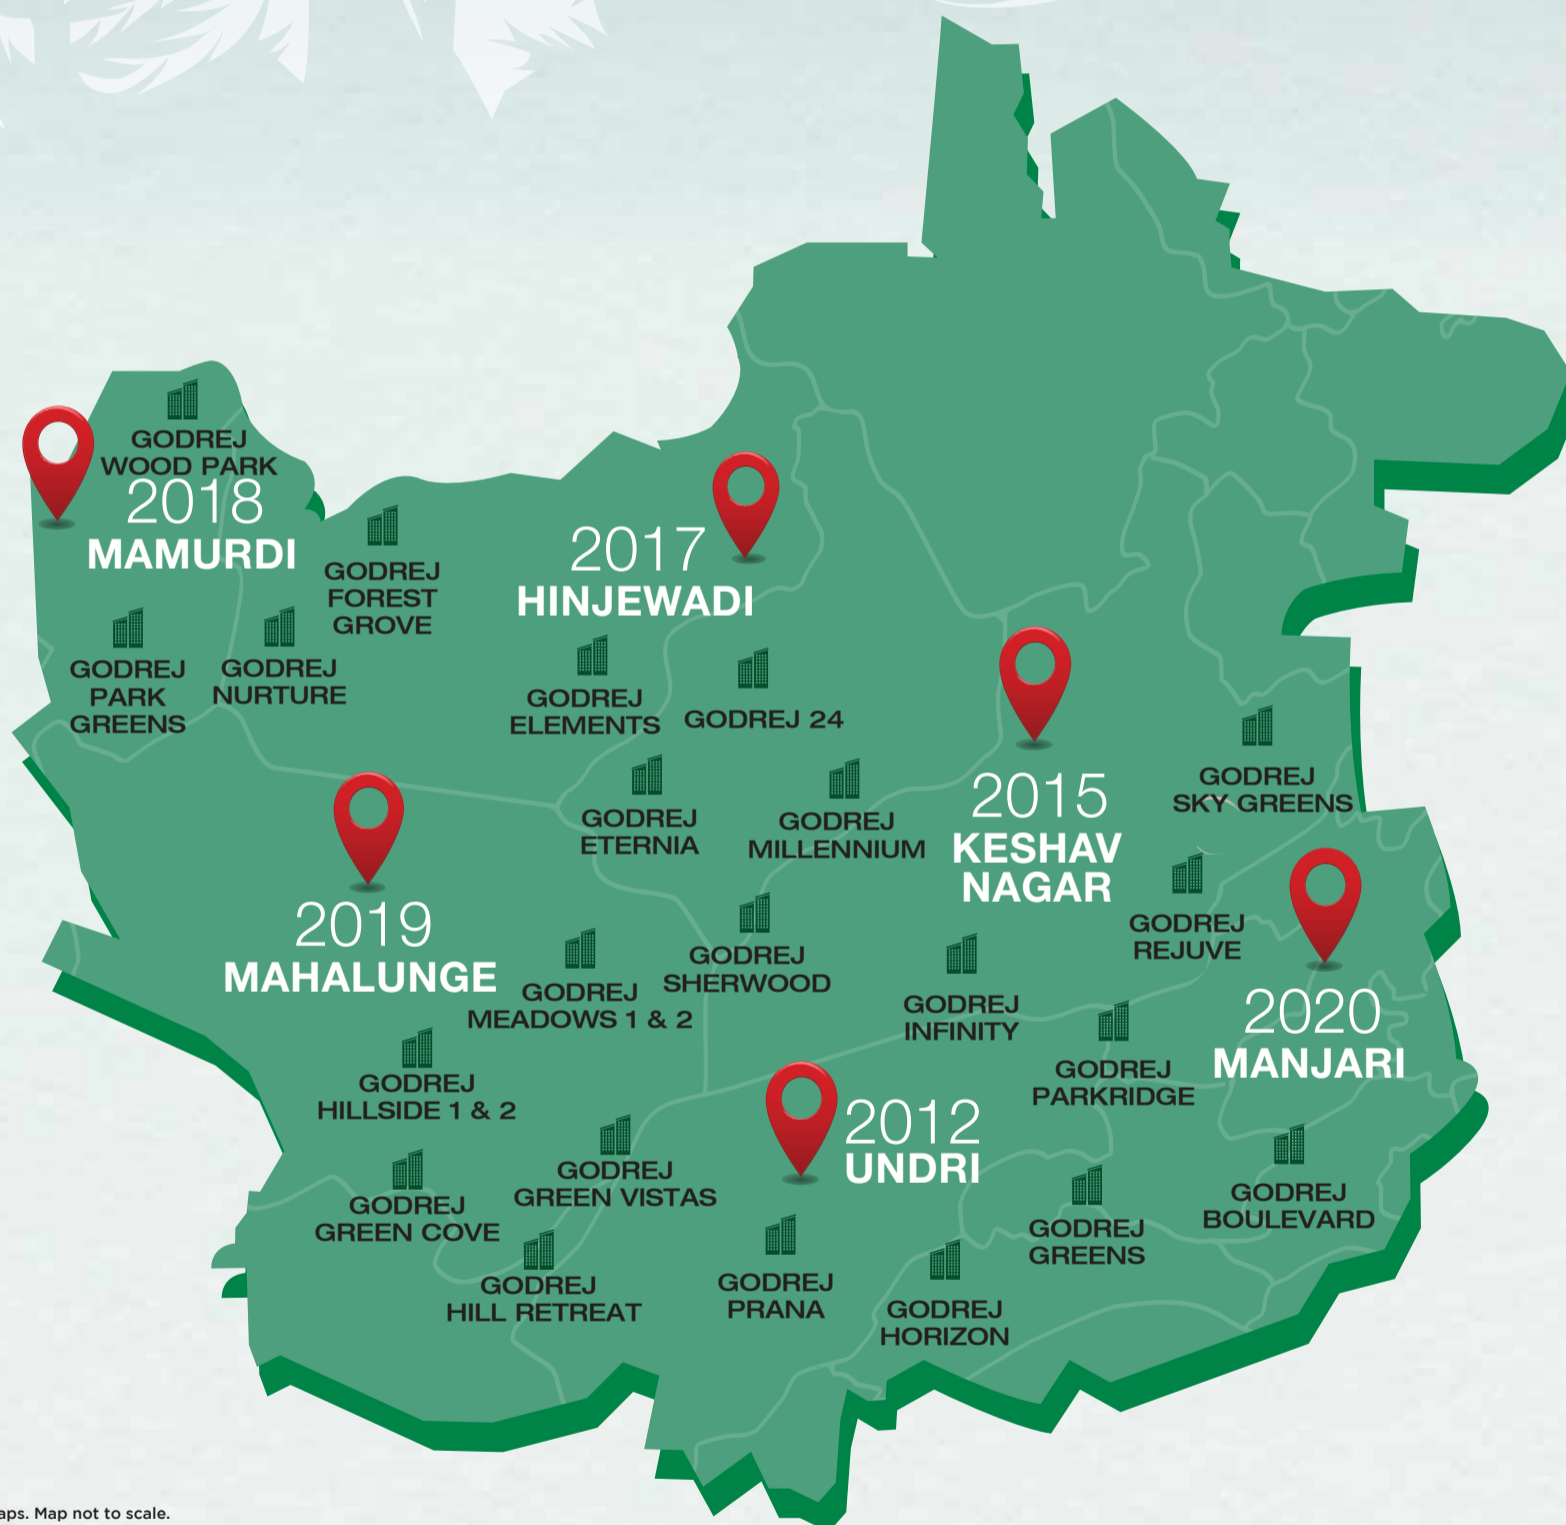 GODREJ
WOOD PARK
2018
MAMURDI
GODREJ
FOREST
GROVE
GODREJ
PARK
GREENS
GODREJ
NURTURE
2017
HINJEWADI
GODREJ
ELEMENTS
GODREJ 24
GODREJ
ETERNIA
GODREJ
MILLENNIUM
2015
KESHAV
NAGAR
GODREJ
SKY GREENS
GODREJ
REJUVE
2019
MAHALUNGE
GODREJ
MEADOWS 1 & 2
GODREJ
SHERWOOD
GODREJ
INFINITY
2020
MANJARI
GODREJ
PARKRIDGE
GODREJ
HILLSIDE 1 & 2
2012
UNDRI
GODREJ
GREEN VISTAS
GODREJ
GREEN COVE
GODREJ
HILL RETREAT
GODREJ
PRANA
GODREJ
HORIZON
GODREJ
GREENS
GODREJ
BOULEVARD
Map not to scale.